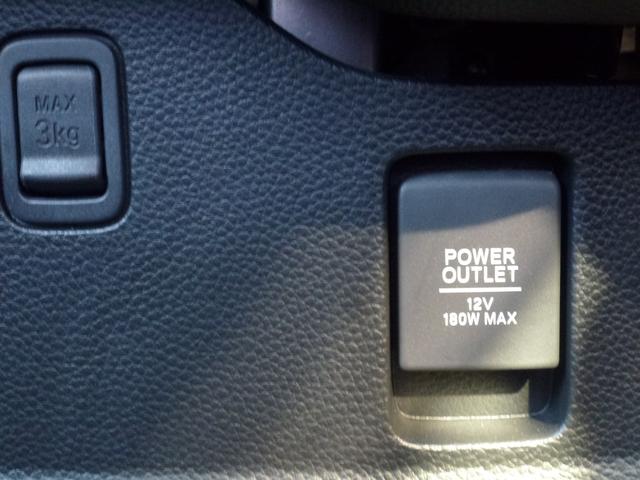 MAX
3kg
POWER
OUTLET
12V
180W MAX